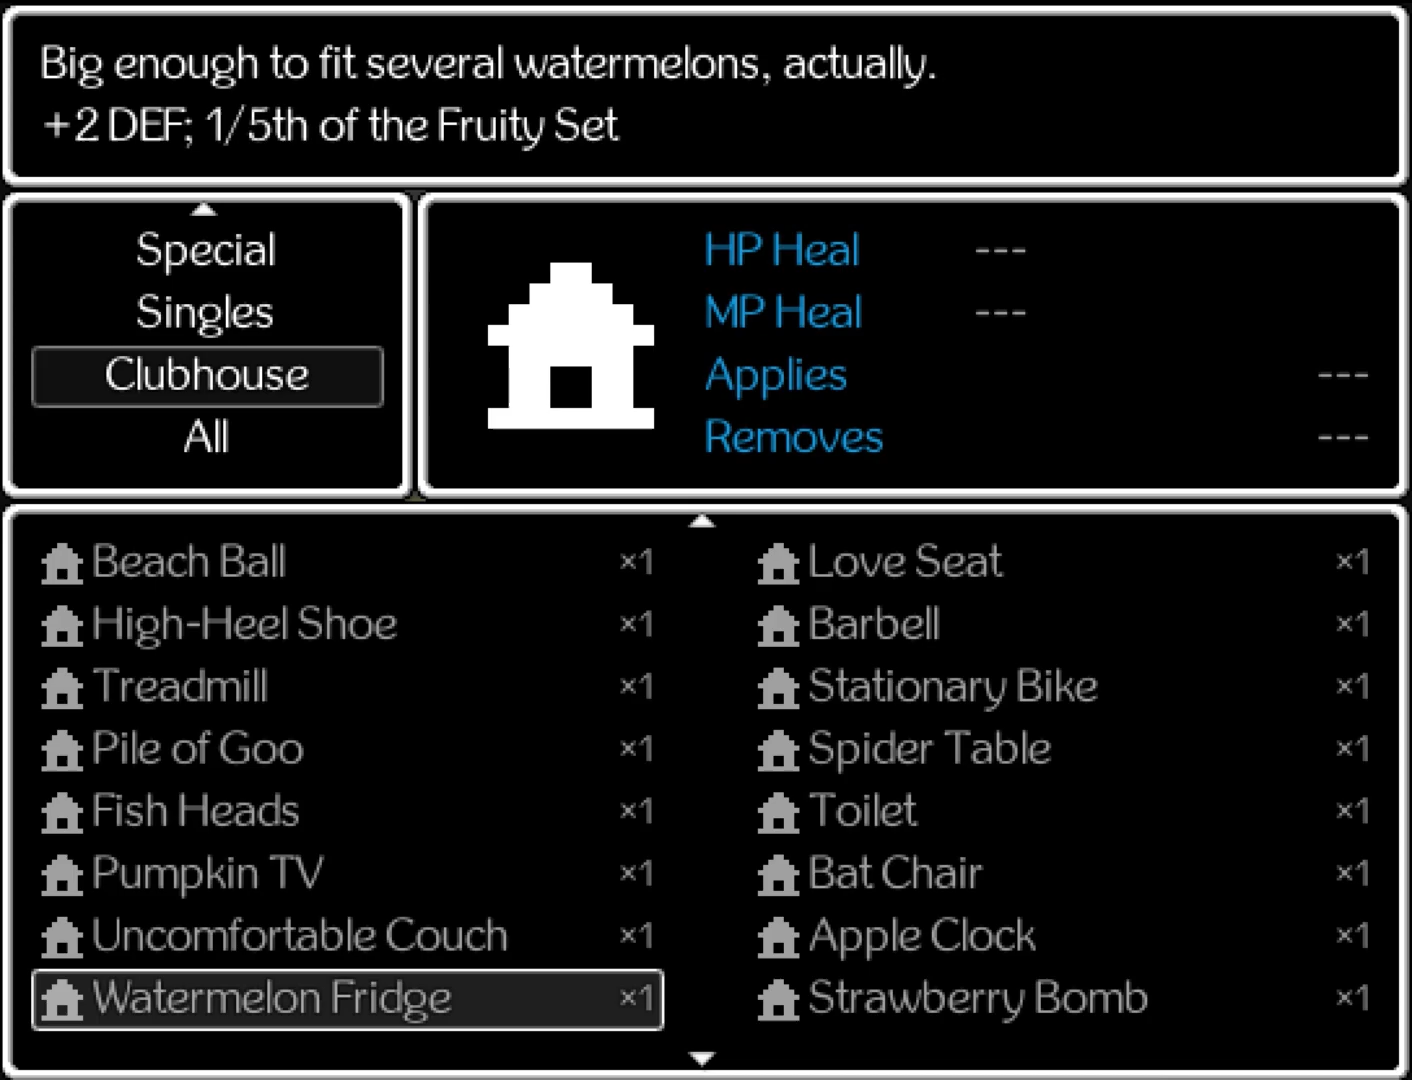 Big enough to fit several watermelons, actually.
+2 DEF; 1/5th of the Fruity Set
Special
Singles
Clubhouse
All
HP Heal ---
MP Heal ---
Applies ---
Removes ---
Beach Ball ×1
Love Seat ×1
High-Heel Shoe ×1
Barbell ×1
Treadmill ×1
Stationary Bike ×1
Pile of Goo ×1
Spider Table ×1
Fish Heads ×1
Toilet ×1
Pumpkin TV ×1
Bat Chair ×1
Uncomfortable Couch ×1
Apple Clock ×1
Watermelon Fridge ×1
Strawberry Bomb ×1